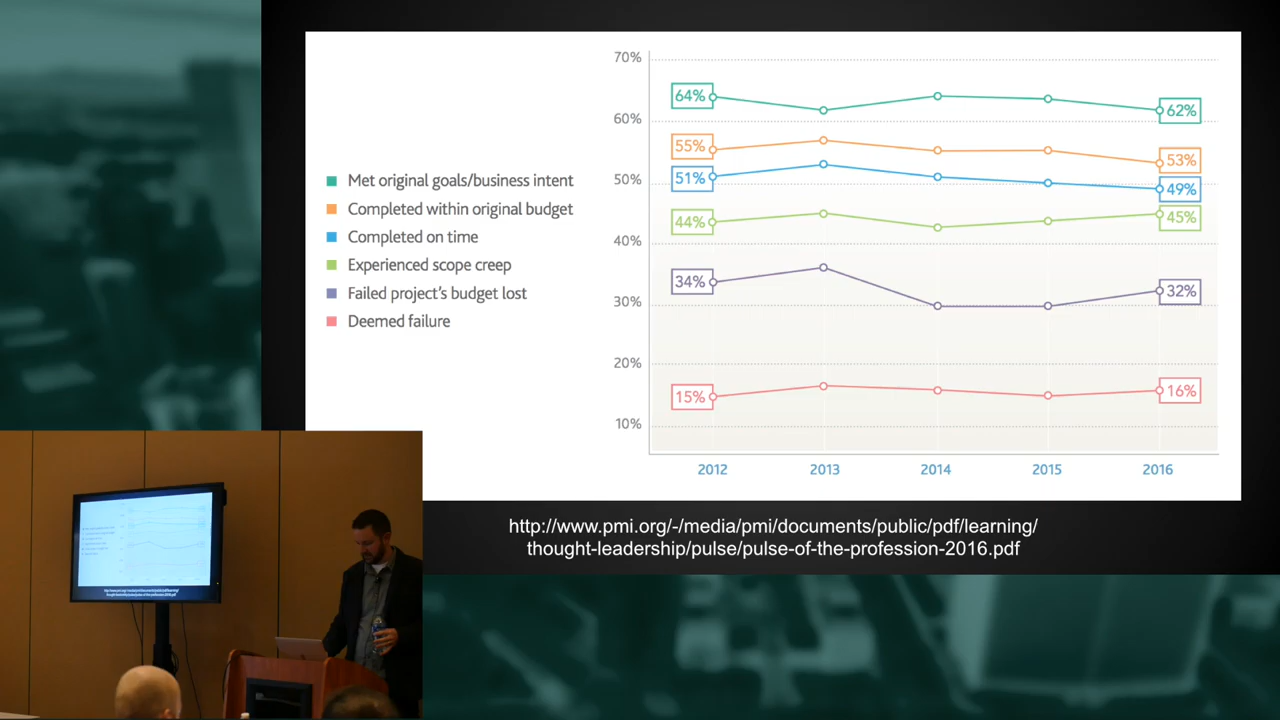 70%
64%
62%
60%
55%
53%
Met original goals/business intent
51%
50%
49%
Completed within original budget
44%
45%
Completed on time
40%
Experienced scope creep
34%
Failed project's budget lost
32%
30%
Deemed failure
20%
15%
16%
10%
2012 2013 2014 2015 2016
http://www.pmi.org/-/media/pmi/documents/public/pdf/learning/
thought-leadership/pulse/pulse-of-the-profession-2016.pdf